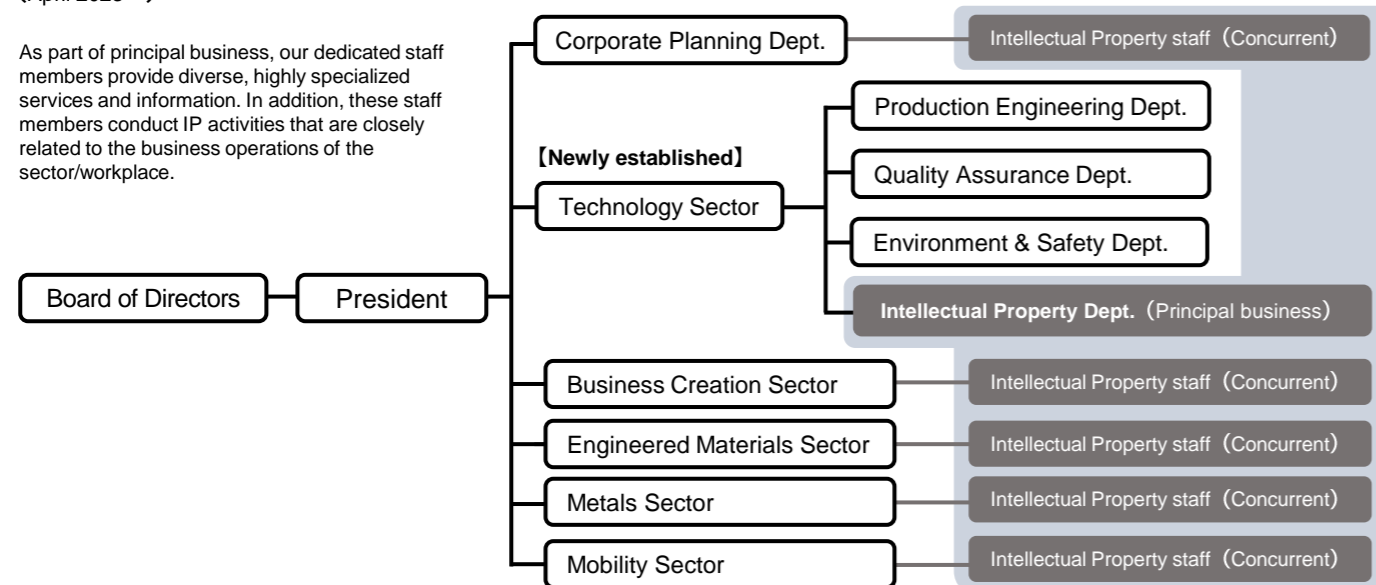 As part of principal business, our dedicated staff
members provide diverse, highly specialized
services and information. In addition, these staff
members conduct IP activities that are closely
related to the business operations of the
sector/workplace.
Board of Directors
President
Corporate Planning Dept.
Intellectual Property staff (Concurrent)
【Newly established】
Technology Sector
Production Engineering Dept.
Quality Assurance Dept.
Environment & Safety Dept.
Intellectual Property Dept. (Principal business)
Business Creation Sector
Intellectual Property staff (Concurrent)
Engineered Materials Sector
Intellectual Property staff (Concurrent)
Metals Sector
Intellectual Property staff (Concurrent)
Mobility Sector
Intellectual Property staff (Concurrent)